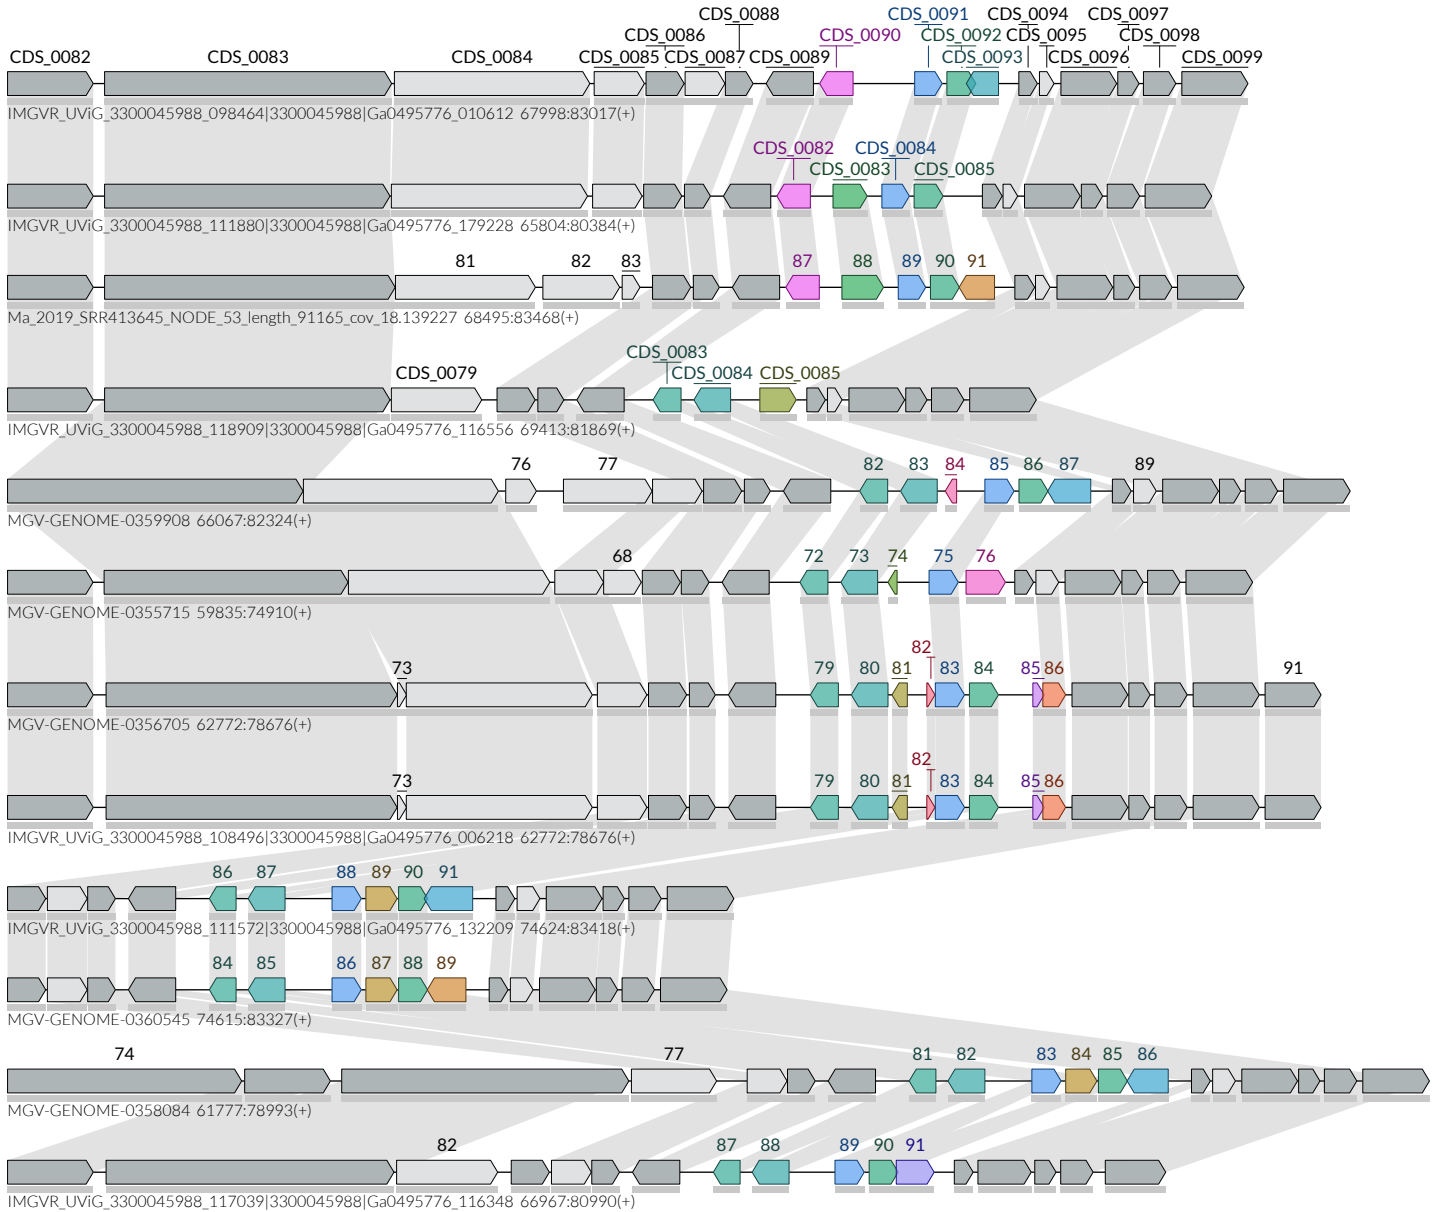 CDS_0088
CDS_0091 CDS_0094 CDS_0097
CDS_0086 CDS_0090 CDS_0092 CDS_0095 CDS_0098
CDS_0082 CDS_0083 CDS_0084 CDS_0085 CDS_0087 CDS_0089 CDS_0093 CDS_0096 CDS_0099
IMGVR_UViG_3300045988_098464|3300045988|Ga0495776_010612 67998:83017(+)
CDS_0082 CDS_0084
CDS_0083 CDS_0085
IMGVR_UViG_3300045988_111880|3300045988|Ga0495776_179228 65804:80384(+)
81 82 83 87 88 89 90 91
Ma_2019_SRR413645_NODE_53_length_91165_cov_18.139227 68495:83468(+)
CDS_0083
CDS_0079 CDS_0084 CDS_0085
IMGVR_UViG_3300045988_118909|3300045988|Ga0495776_116556 69413:81869(+)
76 77 82 83 84 85 86 87 89
MGV-GENOME-0359908 66067:82324(+)
68 72 73 74 75 76
MGV-GENOME-0355715 59835:74910(+)
82
73 79 80 81 83 84 85 86 91
MGV-GENOME-0356705 62772:78676(+)
82
73 79 80 81 83 84 85 86
IMGVR_UViG_3300045988_108496|3300045988|Ga0495776_006218 62772:78676(+)
86 87 88 89 90 91
IMGVR_UViG_3300045988_111572|3300045988|Ga0495776_132209 74624:83418(+)
84 85 86 87 88 89
MGV-GENOME-0360545 74615:83327(+)
74 77 81 82 83 84 85 86
MGV-GENOME-0358084 61777:78993(+)
82 87 88 89 90 91
IMGVR_UViG_3300045988_117039|3300045988|Ga0495776_116348 66967:80990(+)